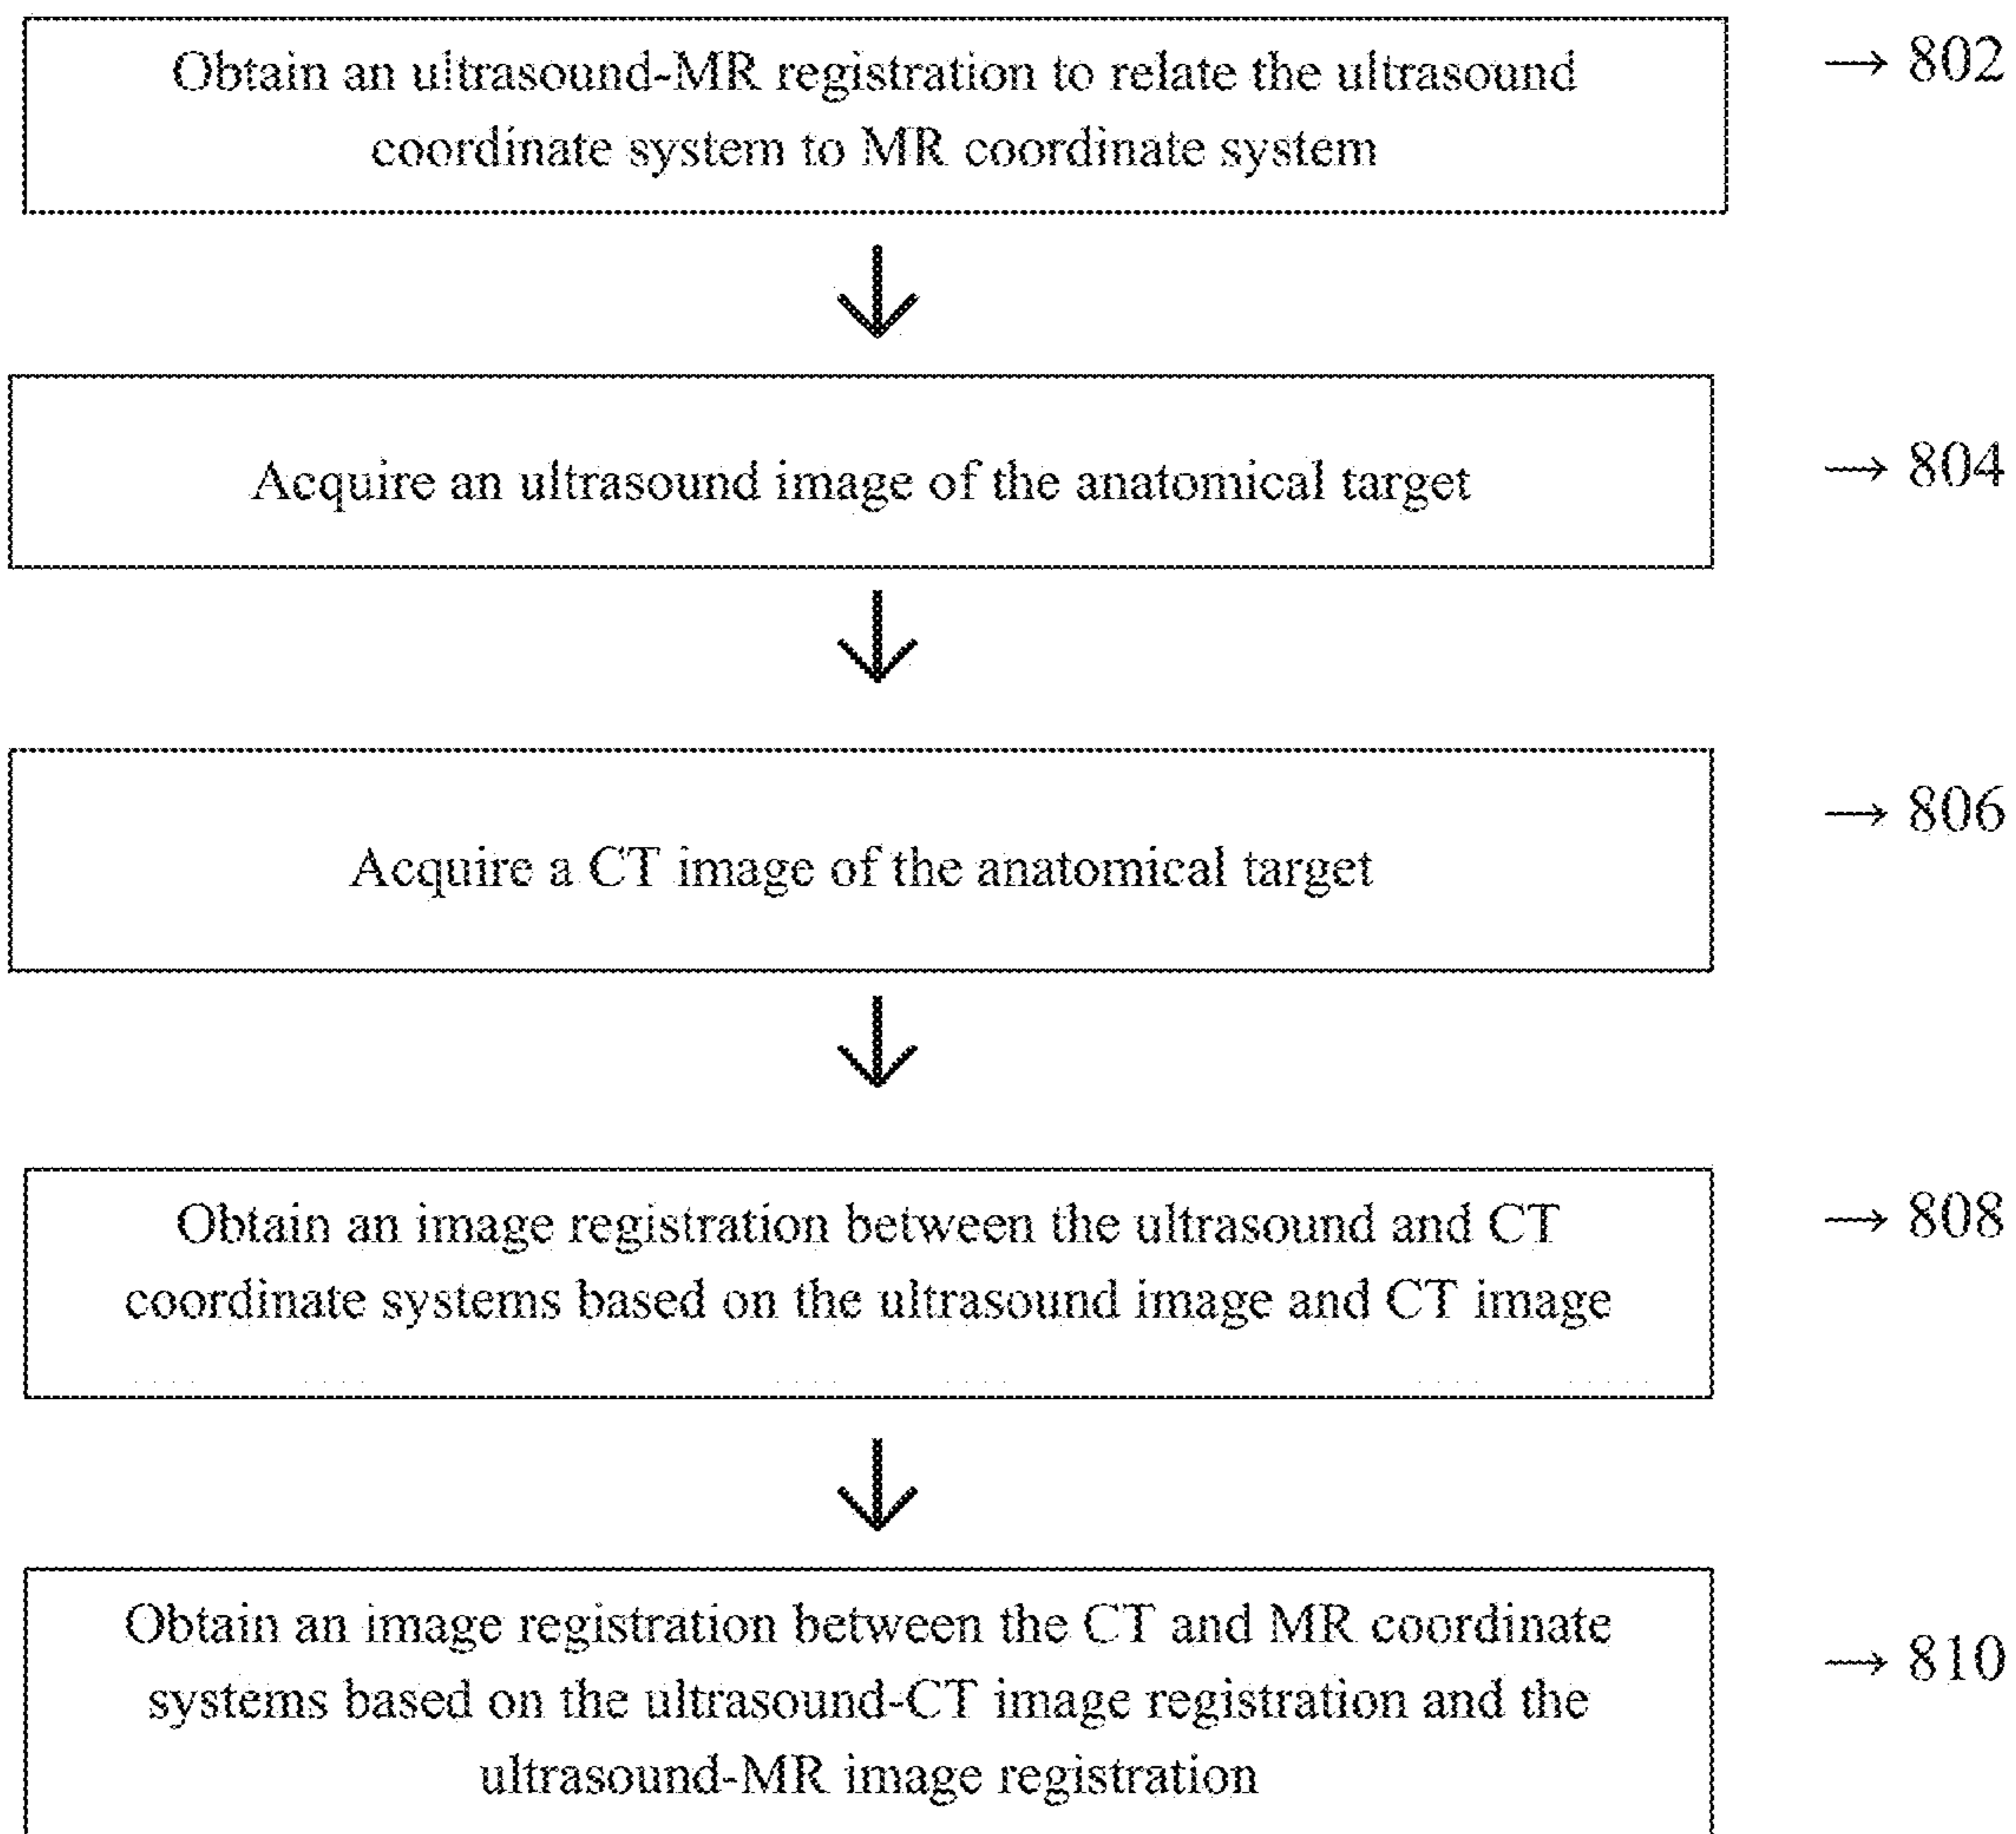 Obtain an ultrasound-MR registration to relate the ultrasound
coordinate system to MR coordinate system
→ 802
Acquire an ultrasound image of the anatomical target
→ 804
Acquire a CT image of the anatomical target
→ 806
Obtain an image registration between the ultrasound and CT
coordinate systems based on the ultrasound image and CT image
→ 808
Obtain an image registration between the CT and MR coordinate
systems based on the ultrasound-CT image registration and the
ultrasound-MR image registration
→ 810